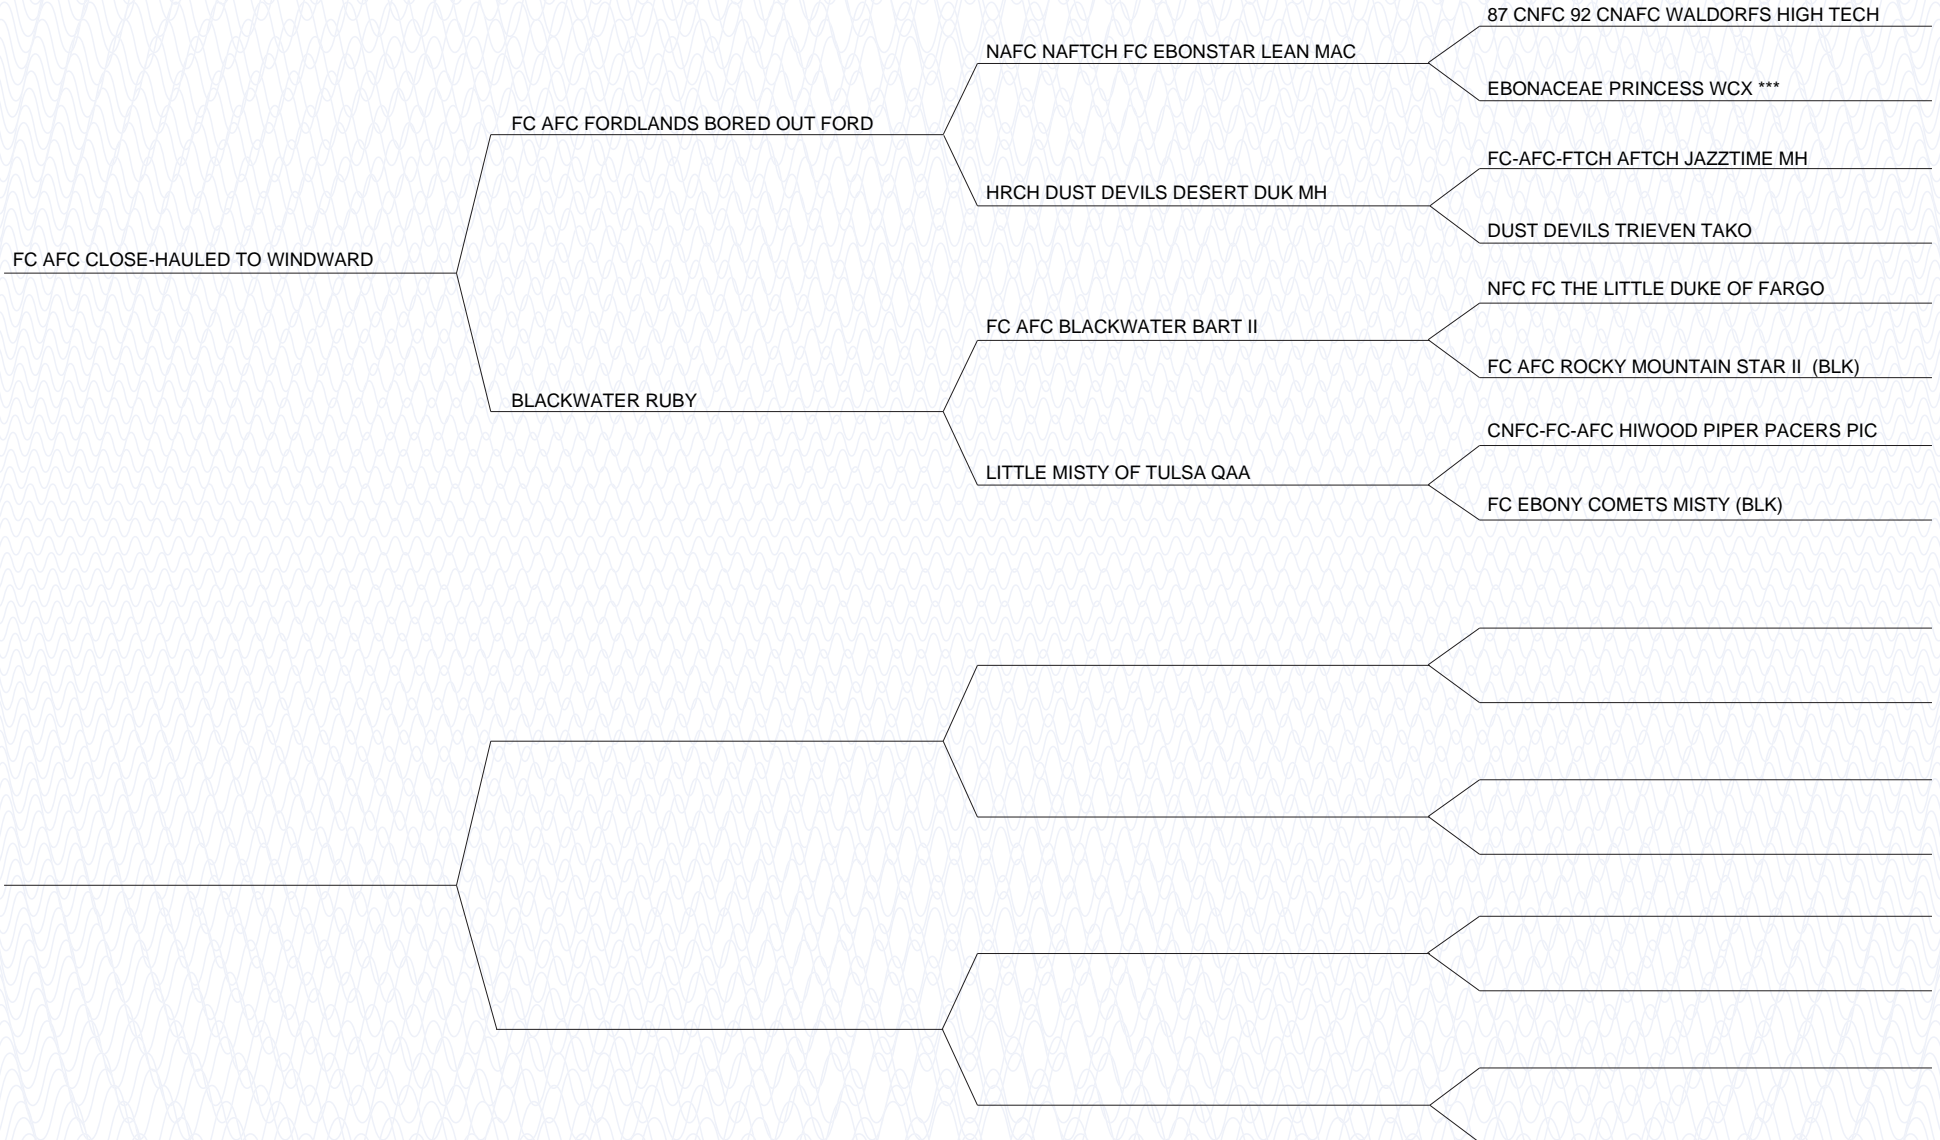 87 CNFC 92 CNAFC WALDORFS HIGH TECH
NAFC NAFTCH FC EBONSTAR LEAN MAC
EBONACEAE PRINCESS WCX ***
FC AFC FORDLANDS BORED OUT FORD
FC-AFC-FTCH AFTCH JAZZTIME MH
HRCH DUST DEVILS DESERT DUK MH
DUST DEVILS TRIEVEN TAKO
FC AFC CLOSE-HAULED TO WINDWARD
NFC FC THE LITTLE DUKE OF FARGO
FC AFC BLACKWATER BART II
FC AFC ROCKY MOUNTAIN STAR II  (BLK)
BLACKWATER RUBY
CNFC-FC-AFC HIWOOD PIPER PACERS PIC
LITTLE MISTY OF TULSA QAA
FC EBONY COMETS MISTY (BLK)